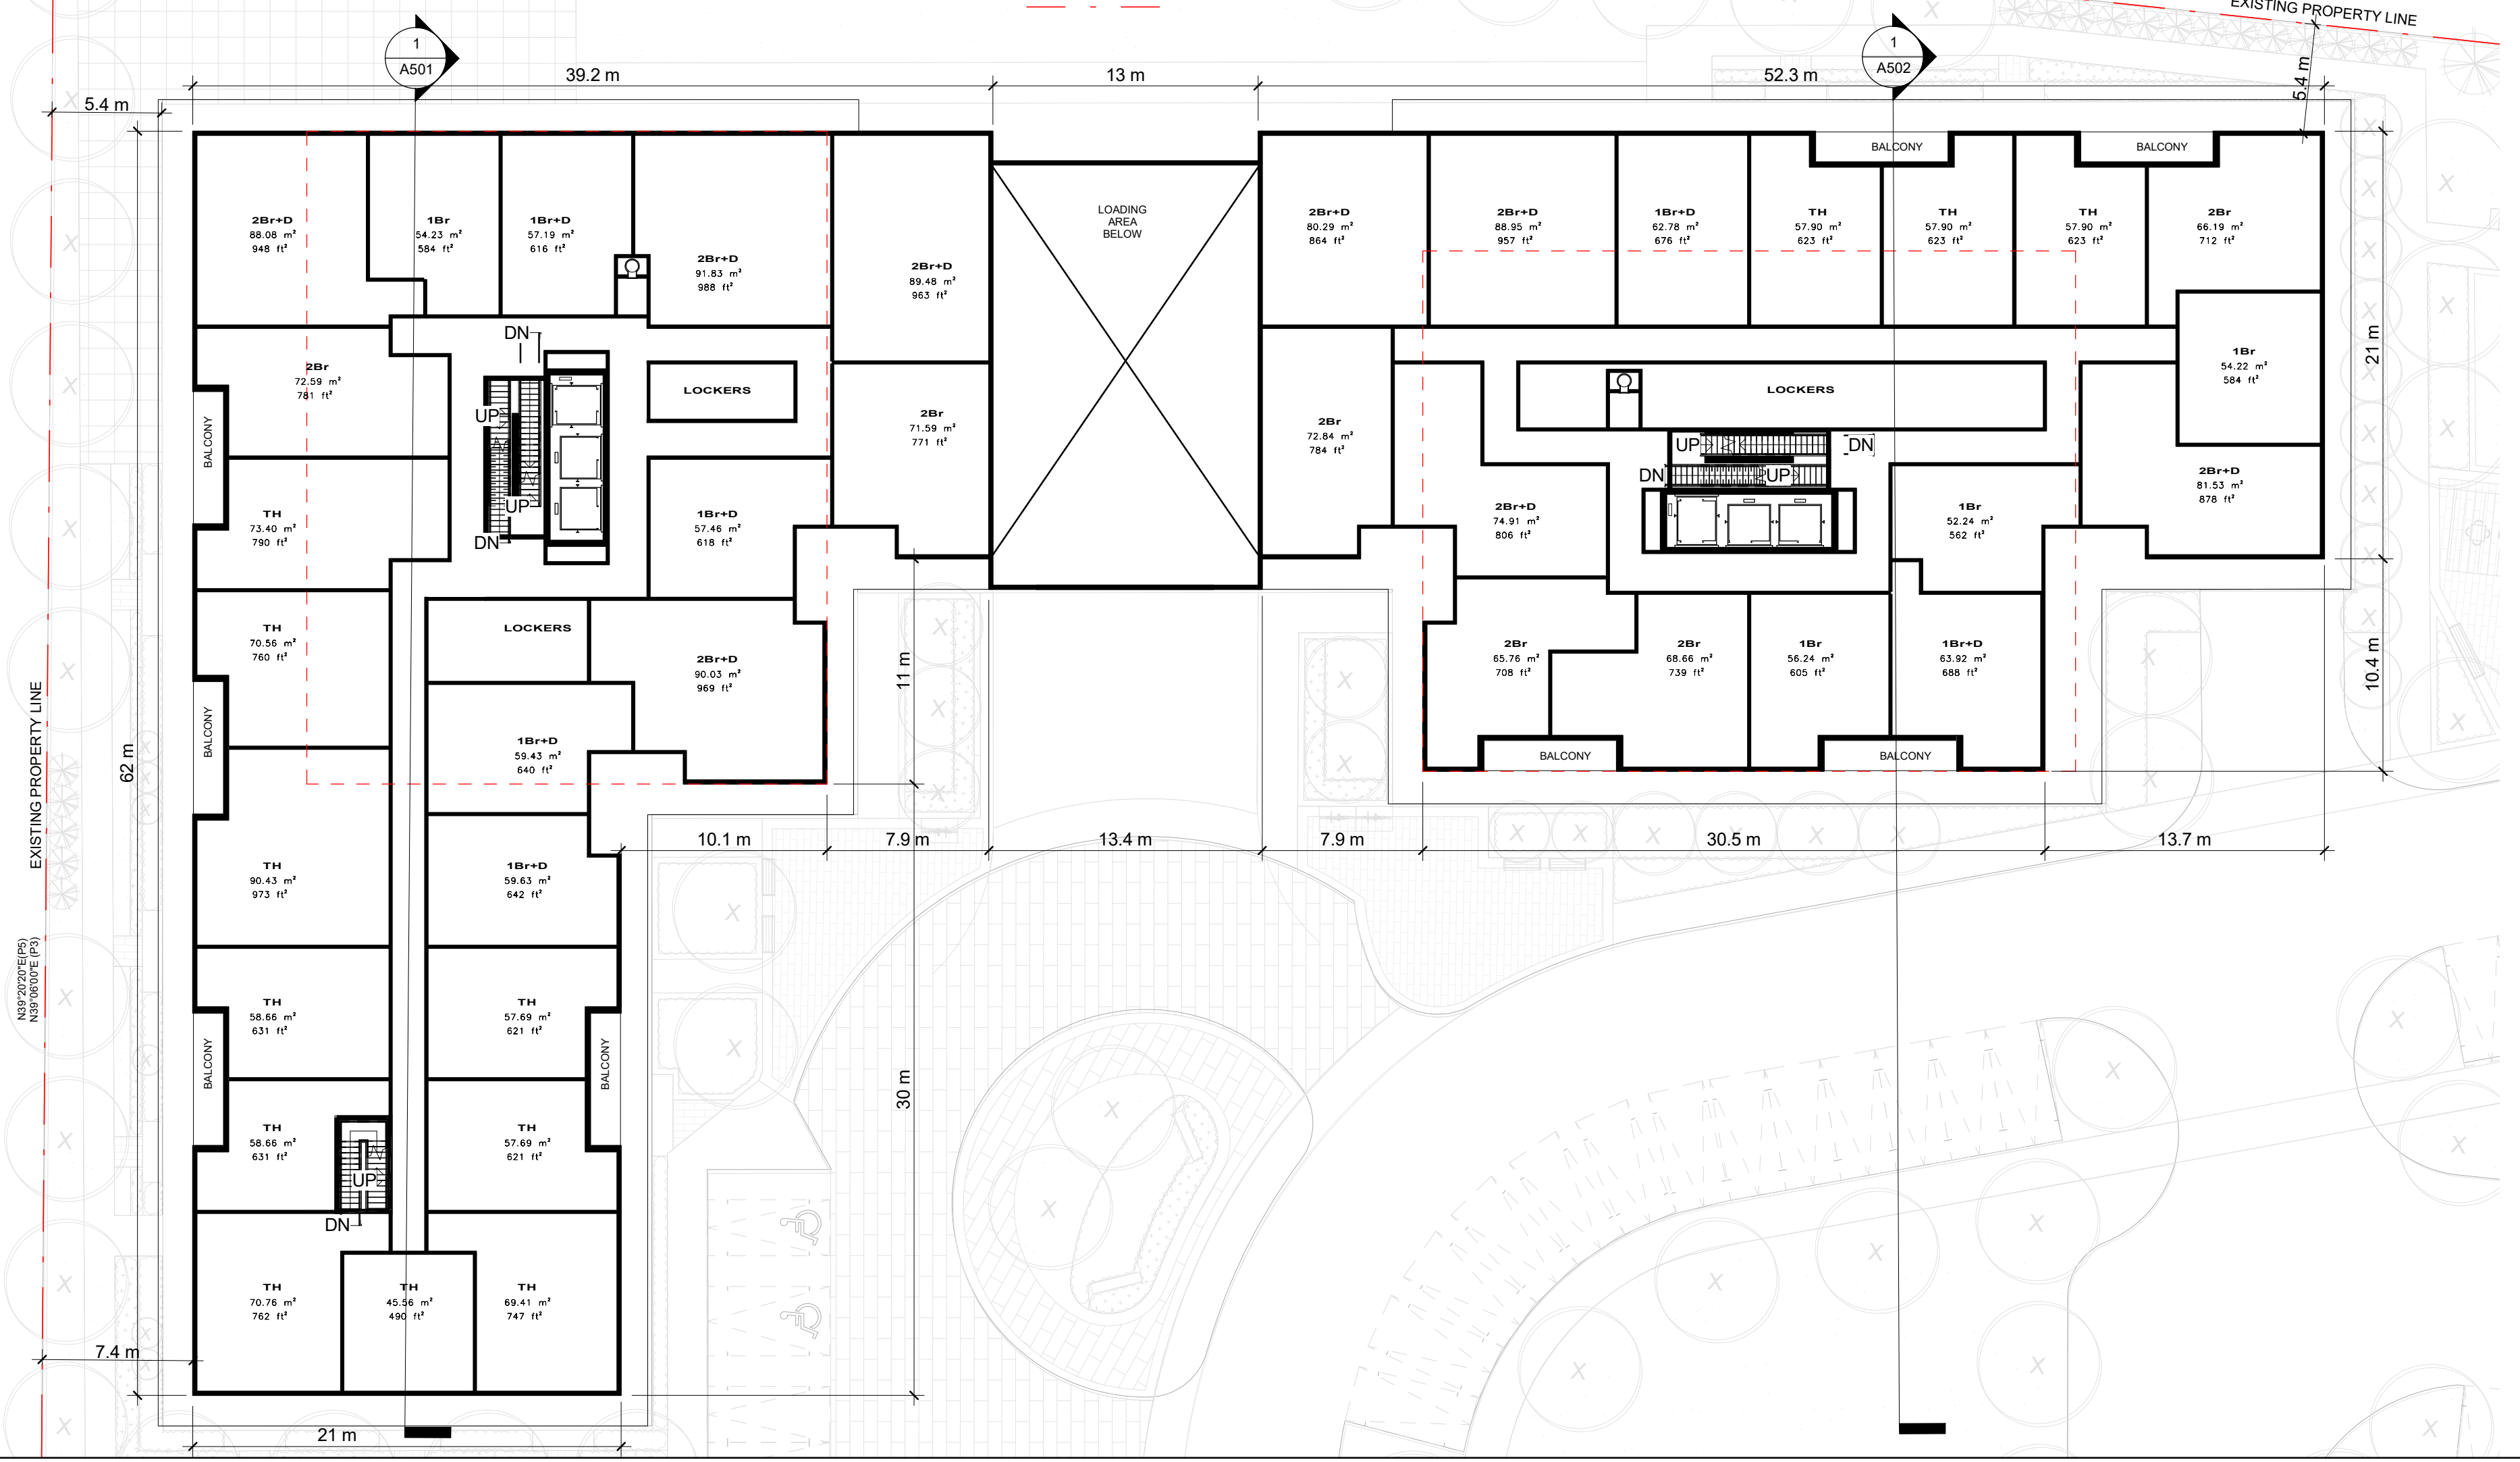 EXISTING PROPERTY LINE
1
A501
1
A502
39.2 m
13 m
52.3 m
5.4 m
5.4 m
BALCONY
BALCONY
2Br+D
88.08 m²
948 ft²
1Br
54.23 m²
584 ft²
1Br+D
57.19 m²
616 ft²
2Br+D
91.83 m²
988 ft²
2Br+D
89.48 m²
963 ft²
LOADING
AREA
BELOW
2Br+D
80.29 m²
864 ft²
2Br+D
88.95 m²
957 ft²
1Br+D
62.78 m²
676 ft²
TH
57.90 m²
623 ft²
TH
57.90 m²
623 ft²
TH
57.90 m²
623 ft²
2Br
66.19 m²
712 ft²
DN
2Br
72.59 m²
781 ft²
BALCONY
UP
UP
DN
LOCKERS
2Br
71.59 m²
771 ft²
2Br
72.84 m²
784 ft²
LOCKERS
1Br
54.22 m²
584 ft²
21 m
UP
DN
DN
UP
TH
73.40 m²
790 ft²
1Br+D
57.46 m²
618 ft²
2Br+D
74.91 m²
806 ft²
1Br
52.24 m²
562 ft²
2Br+D
81.53 m²
878 ft²
TH
70.56 m²
760 ft²
LOCKERS
2Br+D
90.03 m²
969 ft²
11 m
2Br
65.76 m²
708 ft²
2Br
68.66 m²
739 ft²
1Br
56.24 m²
605 ft²
1Br+D
63.92 m²
688 ft²
10.4 m
BALCONY
1Br+D
59.43 m²
640 ft²
BALCONY
BALCONY
62 m
EXISTING PROPERTY LINE
10.1 m
7.9 m
13.4 m
7.9 m
30.5 m
13.7 m
TH
90.43 m²
973 ft²
1Br+D
59.63 m²
642 ft²
N39°20'20"E(P5)
N39°06'00"E (P3)
TH
58.66 m²
631 ft²
TH
57.69 m²
621 ft²
BALCONY
BALCONY
30 m
TH
58.66 m²
631 ft²
TH
57.69 m²
621 ft²
UP
DN
TH
70.76 m²
762 ft²
TH
45.56 m²
490 ft²
TH
69.41 m²
747 ft²
7.4 m
21 m